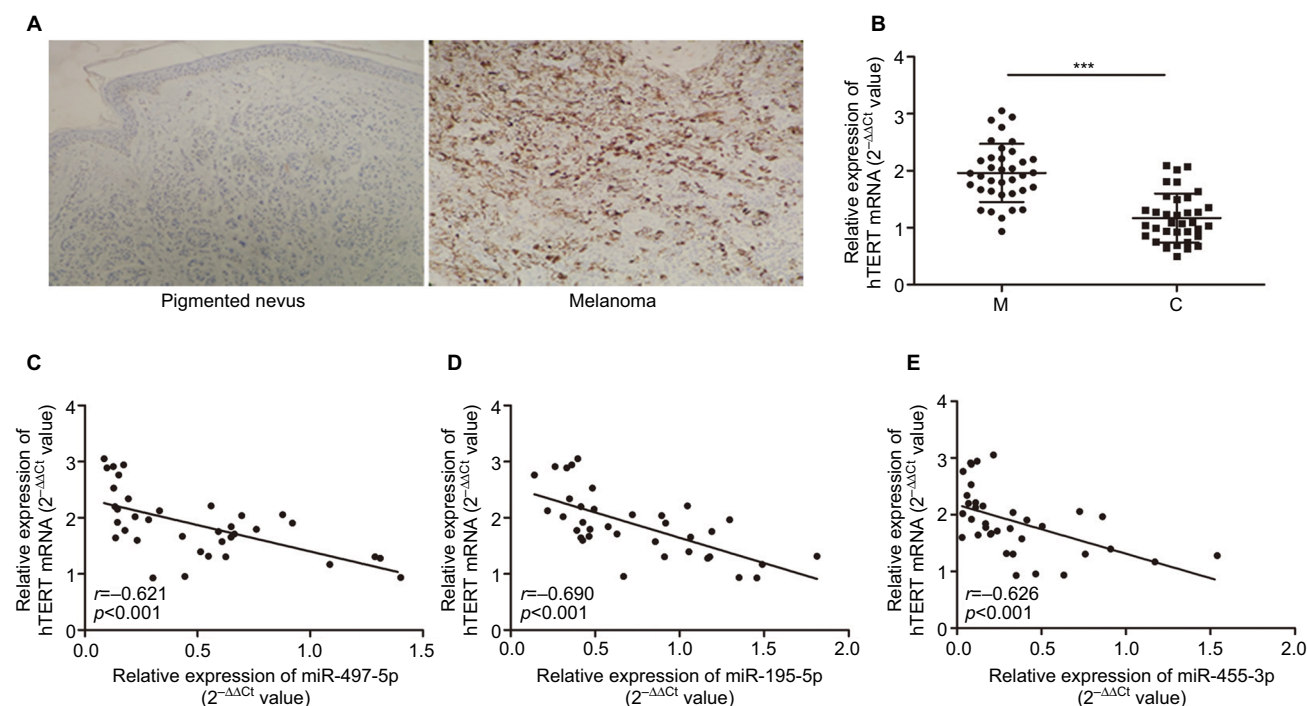 A
Pigmented nevus
Melanoma
B
Relative expression of
hTERT mRNA (2–ΔΔCt value)
4
3
2
1
0
***
M
C
C
Relative expression of
hTERT mRNA (2–ΔΔCt value)
4
3
2
1
0
r=–0.621
p<0.001
0.0
0.5
1.0
1.5
Relative expression of miR-497-5p
(2–ΔΔCt value)
D
Relative expression of
hTERT mRNA (2–ΔΔCt value)
4
3
2
1
0
r=–0.690
p<0.001
0.0
0.5
1.0
1.5
2.0
Relative expression of miR-195-5p
(2–ΔΔCt value)
E
Relative expression of
hTERT mRNA (2–ΔΔCt value)
4
3
2
1
0
r=–0.626
p<0.001
0.0
0.5
1.0
1.5
2.0
Relative expression of miR-455-3p
(2–ΔΔCt value)